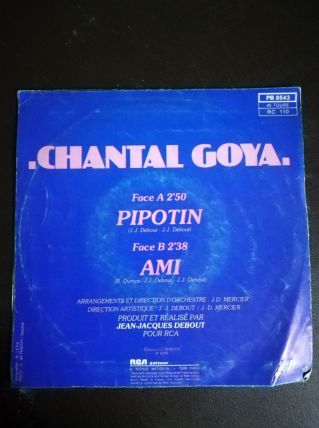 PB 8543
45 TOURS
RC 110
.CHANTAL GOYA.
Face A 2'50
PIPOTIN
(J.J. Debout - J.J. Debout)
Face B 2'38
AMI
(R. Dumas - J.J. Debout - J.J. Debout)
ARRANGEMENTS ET DIRECTION D'ORCHESTRE : J.D. MERCIER
DIRECTION ARTISTIQUE : J.J. DEBOUT - J.D. MERCIER
PRODUIT ET RÉALISÉ PAR
JEAN-JACQUES DEBOUT
POUR RCA
RCA éditeur